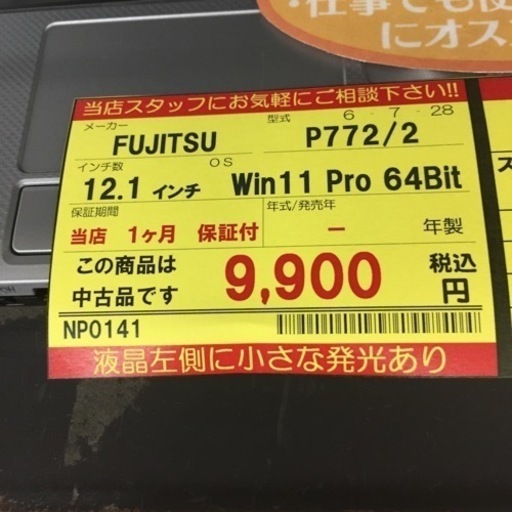 ・仕事でも使
にオス
当店スタッフにお気軽にご相談下さい!!
メーカー 型式 6-7-28
FUJITSU P772/2
インチ数 OS
12.1 インチ Win11 Pro 64Bit
保証期間 年式/発売年
当店 1ヶ月 保証付 － 年製
この商品は
中古品です 9,900 税込
円
NP0141
液晶左側に小さな発光あり